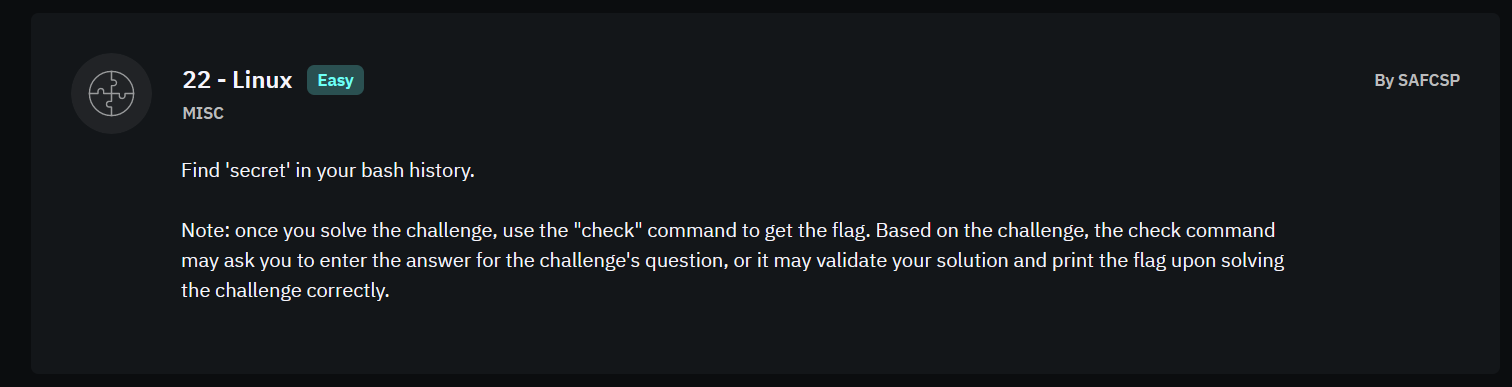 22 - Linux Easy By SAFCSP
MISC
Find 'secret' in your bash history.
Note: once you solve the challenge, use the "check" command to get the flag. Based on the challenge, the check command
may ask you to enter the answer for the challenge's question, or it may validate your solution and print the flag upon solving
the challenge correctly.